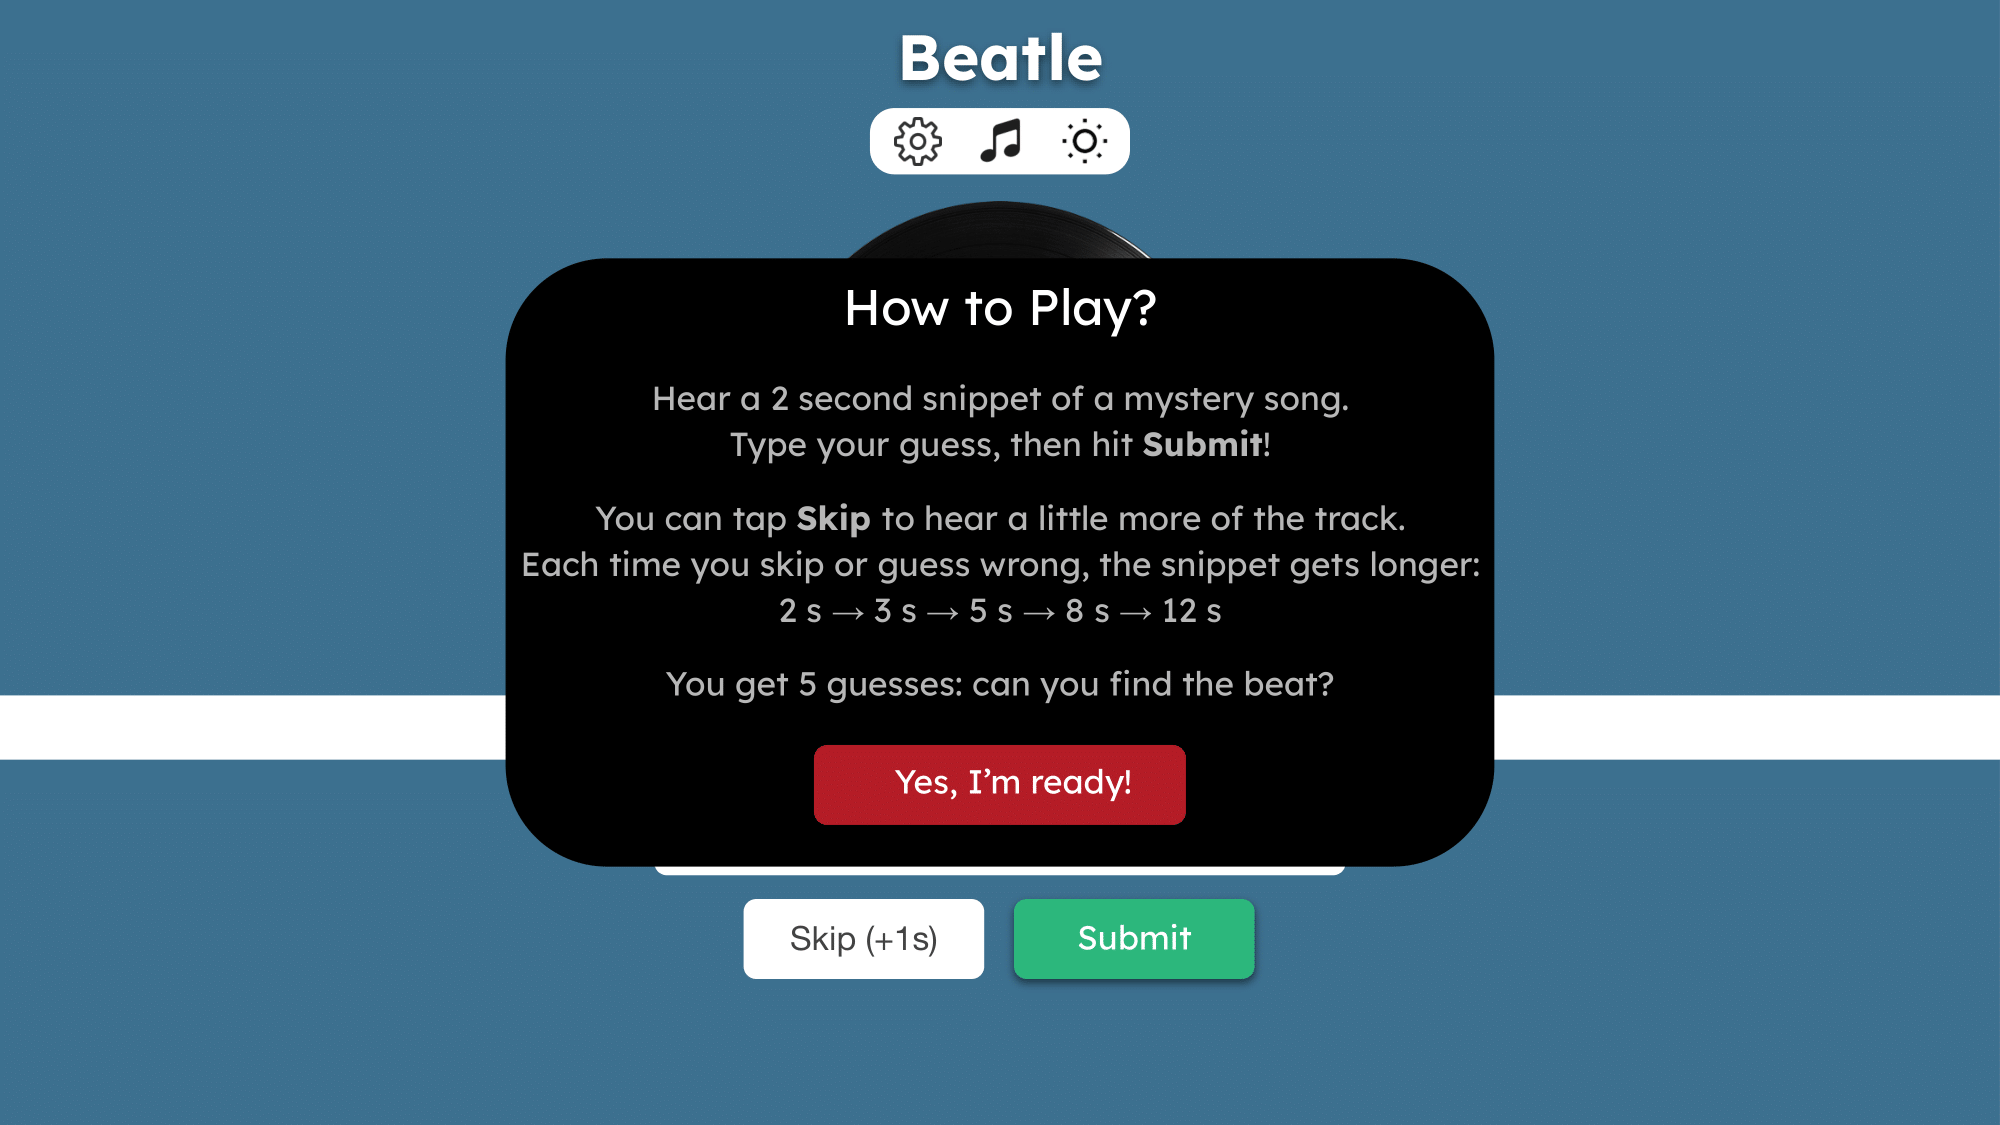 Beatle
How to Play?
Hear a 2 second snippet of a mystery song.
Type your guess, then hit Submit!
You can tap Skip to hear a little more of the track.
Each time you skip or guess wrong, the snippet gets longer:
2 s → 3 s → 5 s → 8 s → 12 s
You get 5 guesses: can you find the beat?
Yes, I’m ready!
Skip (+1s)
Submit